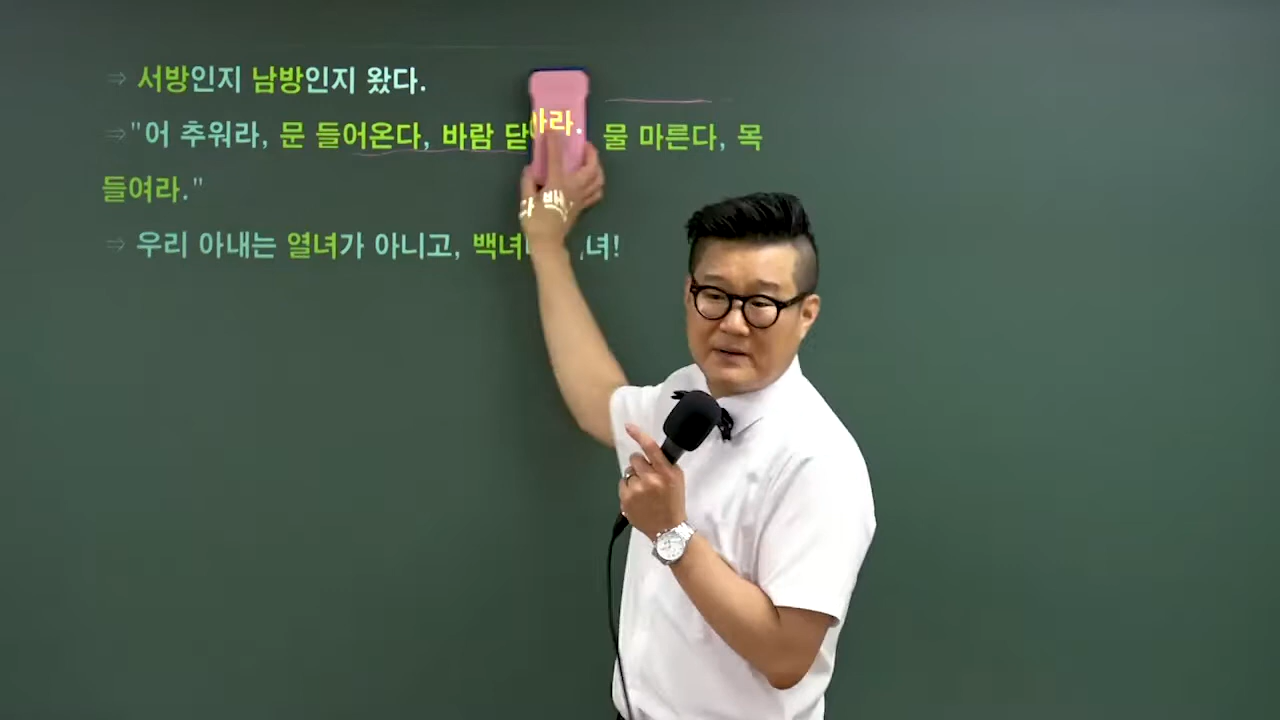 ⇒ 서방인지 남방인지 왔다.
⇒"어 추워라, 문 들어온다, 바람 닫아라. 물 마른다, 목
들여라."
⇒ 우리 아내는 열녀가 아니고, 백녀다 백녀!